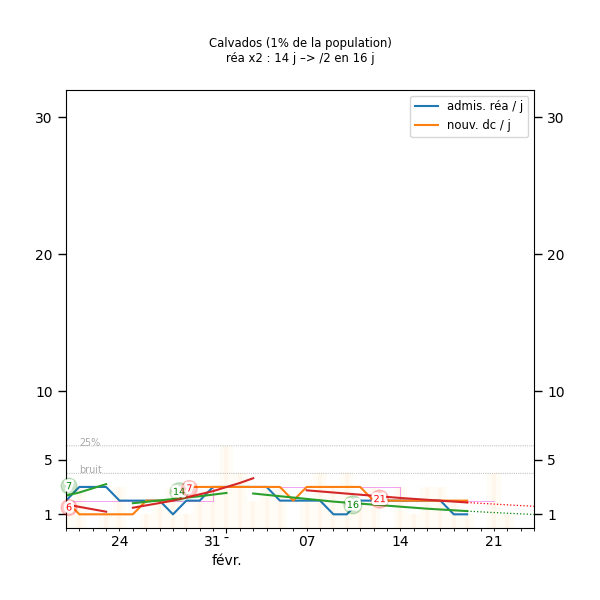 Calvados (1% de la population)
réa x2 : 14 j –> /2 en 16 j
admis. réa / j
nouv. dc / j
30 30
20 20
10 10
25%
5 5
bruit
7 14 7
6 16 21
1 1
24 31 07 14 21
févr.